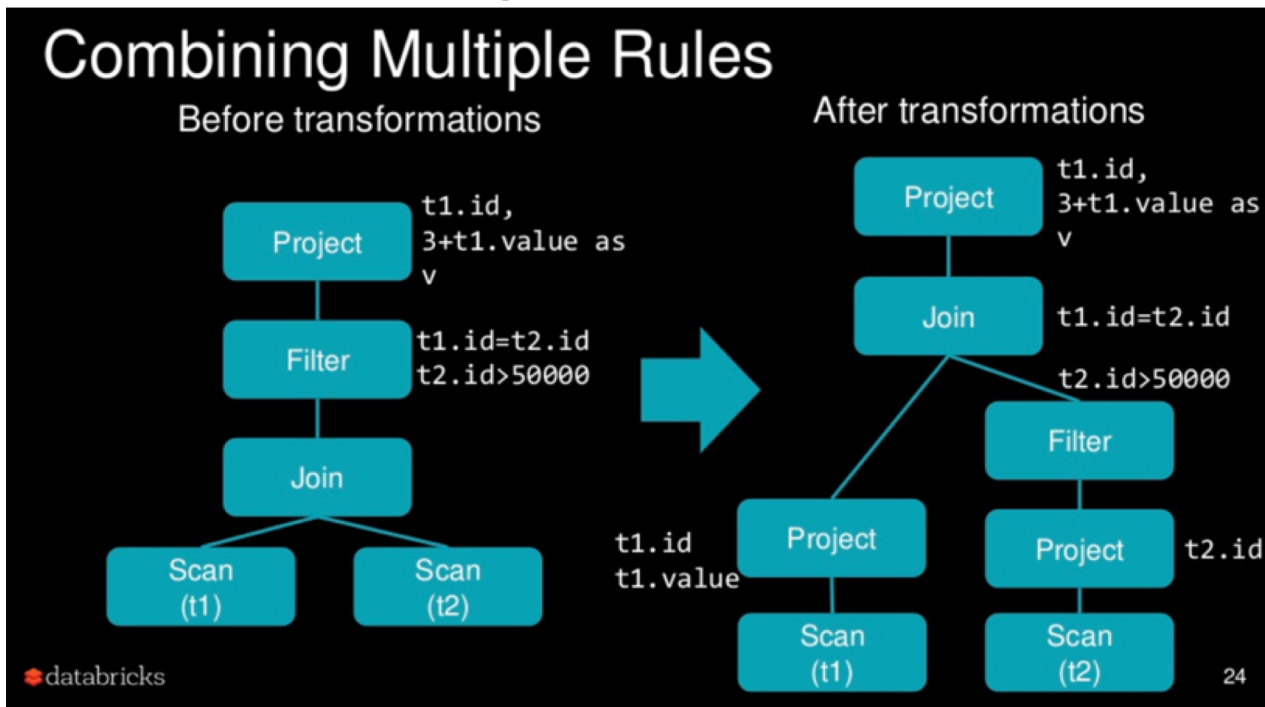 Combining Multiple Rules
Before transformations
Project
t1.id,
3+t1.value as
v
Filter
t1.id=t2.id
t2.id>50000
Join
Scan
(t1)
Scan
(t2)
After transformations
Project
t1.id,
3+t1.value as
v
Join
t1.id=t2.id
t2.id>50000
Filter
t1.id
t1.value
Project
Project
t2.id
Scan
(t1)
Scan
(t2)
databricks
24